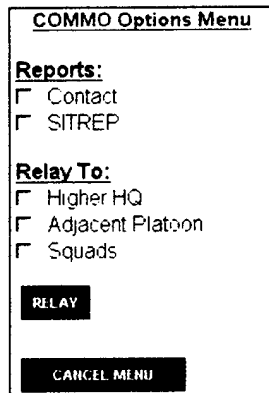 COMMO Options Menu
Reports:
Contact
SITREP
Relay To:
Higher HQ
Adjacent Platoon
Squads
RELAY
CANCEL MENU